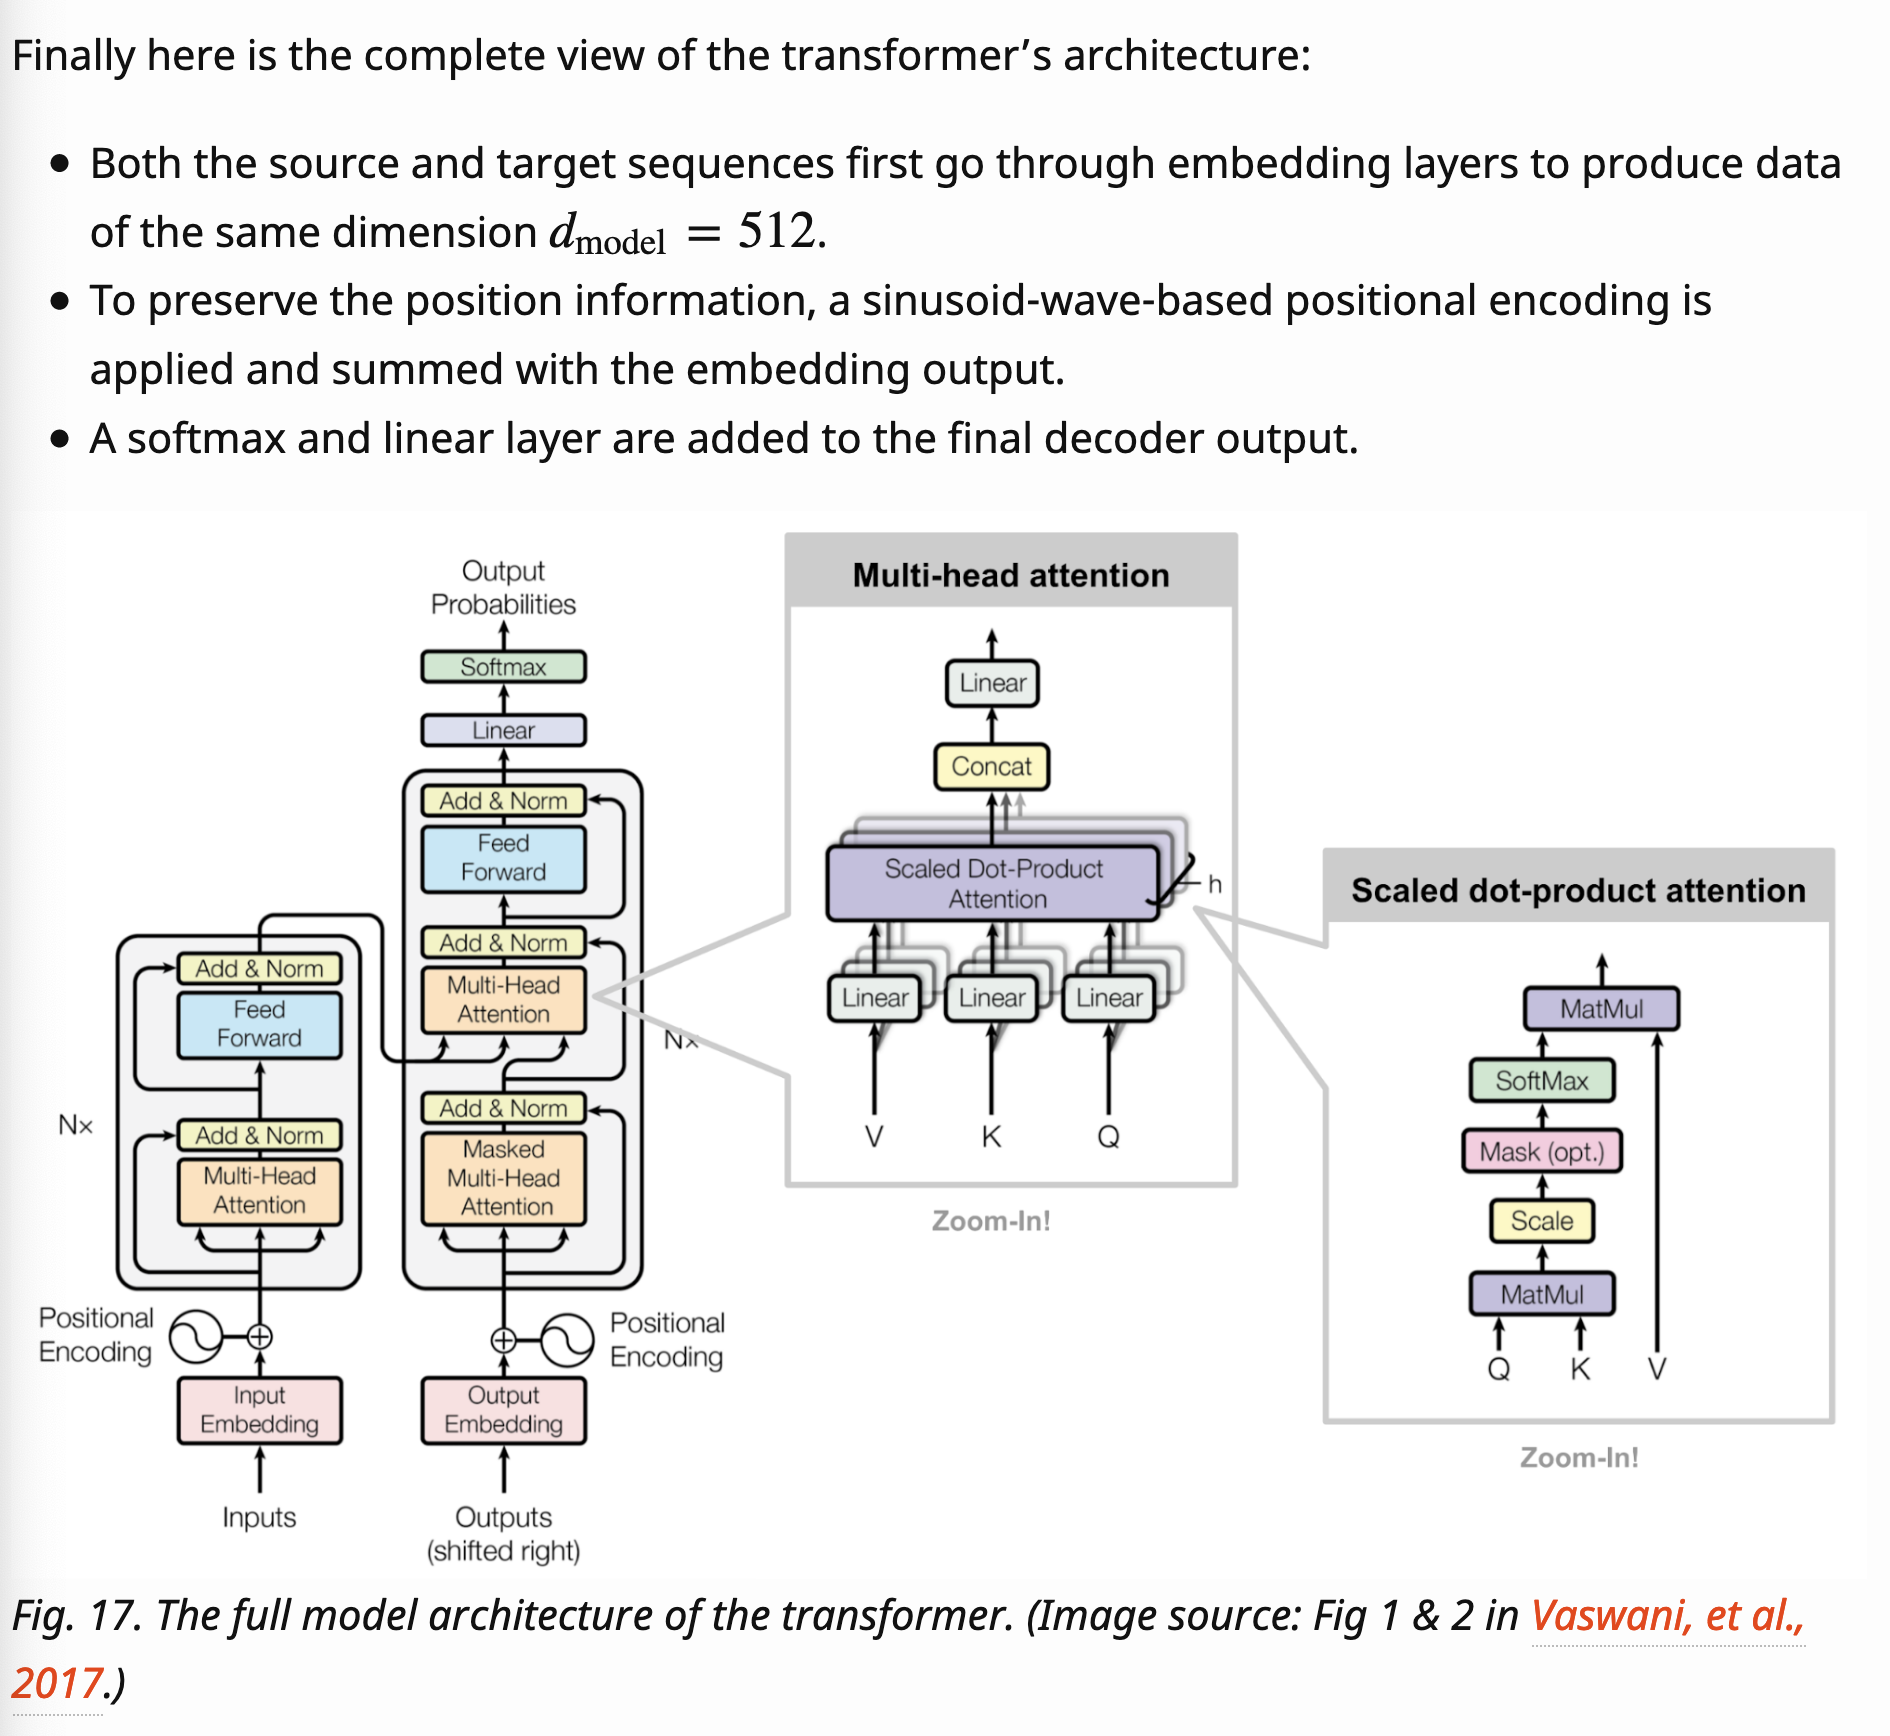 Finally here is the complete view of the transformer’s architecture:
• Both the source and target sequences first go through embedding layers to produce data
of the same dimension d_model = 512.
• To preserve the position information, a sinusoid-wave-based positional encoding is
applied and summed with the embedding output.
• A softmax and linear layer are added to the final decoder output.
Output
Probabilities
Softmax
Linear
Add & Norm
Feed
Forward
Add & Norm
Multi-Head
Attention
Nx
Add & Norm
Masked
Multi-Head
Attention
Positional
Encoding
Output
Embedding
Outputs
(shifted right)
Add & Norm
Feed
Forward
Nx
Add & Norm
Multi-Head
Attention
Positional
Encoding
Input
Embedding
Inputs
Multi-head attention
Linear
Concat
Scaled Dot-Product
Attention
h
Linear Linear Linear
V K Q
Zoom-In!
Scaled dot-product attention
MatMul
SoftMax
Mask (opt.)
Scale
MatMul
Q K V
Zoom-In!
Fig. 17. The full model architecture of the transformer. (Image source: Fig 1 & 2 in Vaswani, et al.,
2017.)